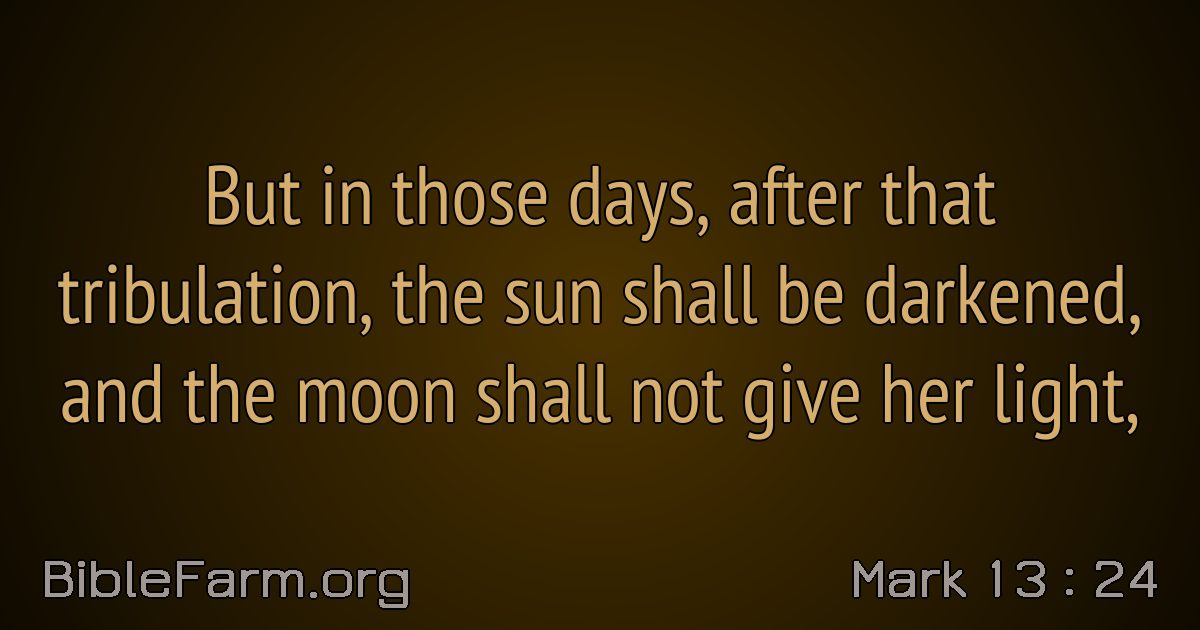 But in those days, after that
tribulation, the sun shall be darkened,
and the moon shall not give her light,
BibleFarm.org
Mark 13 : 24